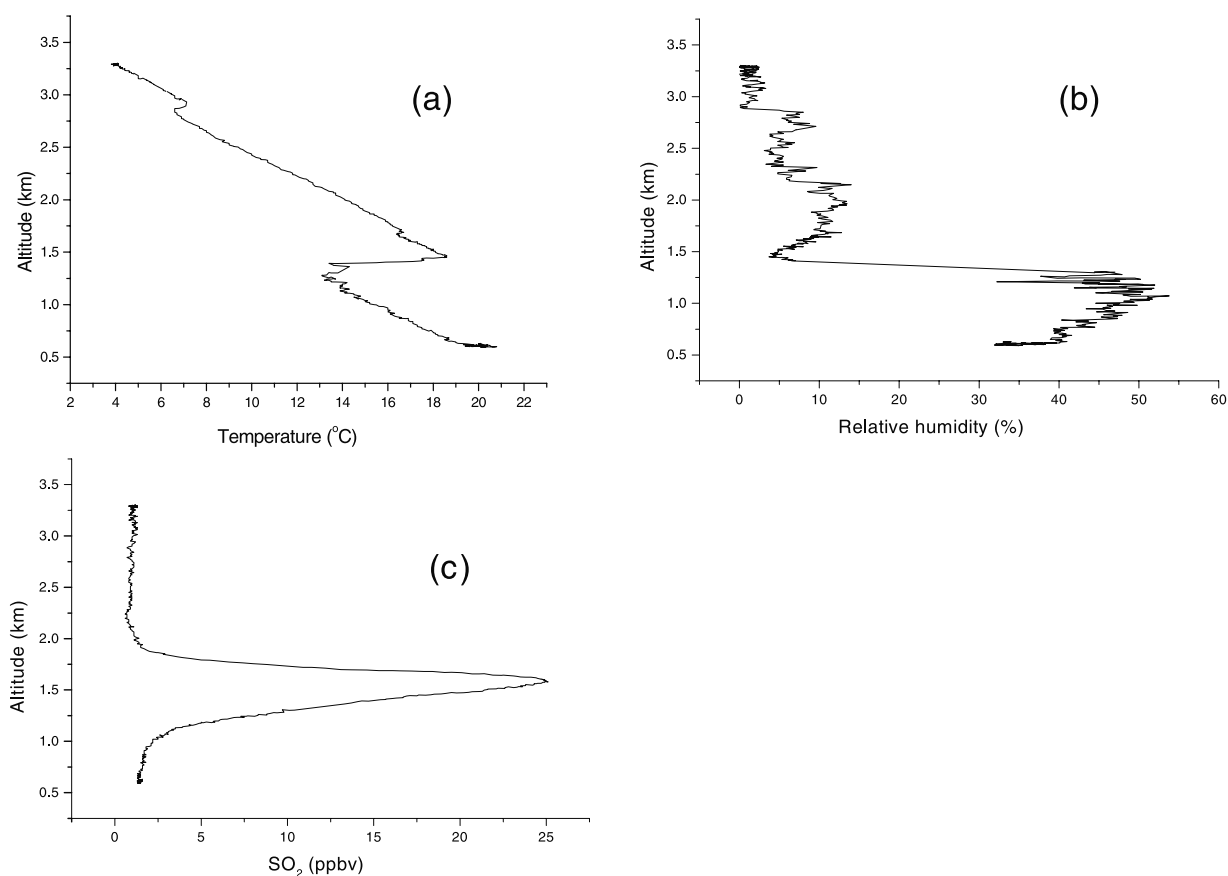 3.5
3.0
2.5
2.0
1.5
1.0
0.5
Altitude (km)
(a)
2 4 6 8 10 12 14 16 18 20 22
Temperature (°C)
3.5
3.0
2.5
2.0
1.5
1.0
0.5
Altitude (km)
(b)
0 10 20 30 40 50 60
Relative humidity (%)
3.5
3.0
2.5
2.0
1.5
1.0
0.5
Altitude (km)
(c)
0 5 10 15 20 25
SO₂ (ppbv)